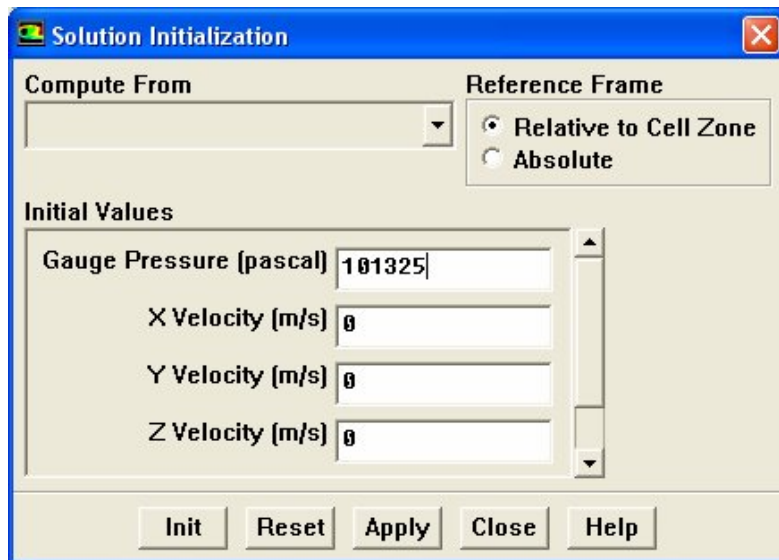 Solution Initialization
Compute From
Reference Frame
Relative to Cell Zone
Absolute
Initial Values
Gauge Pressure (pascal) 101325
X Velocity (m/s) 0
Y Velocity (m/s) 0
Z Velocity (m/s) 0
Init Reset Apply Close Help